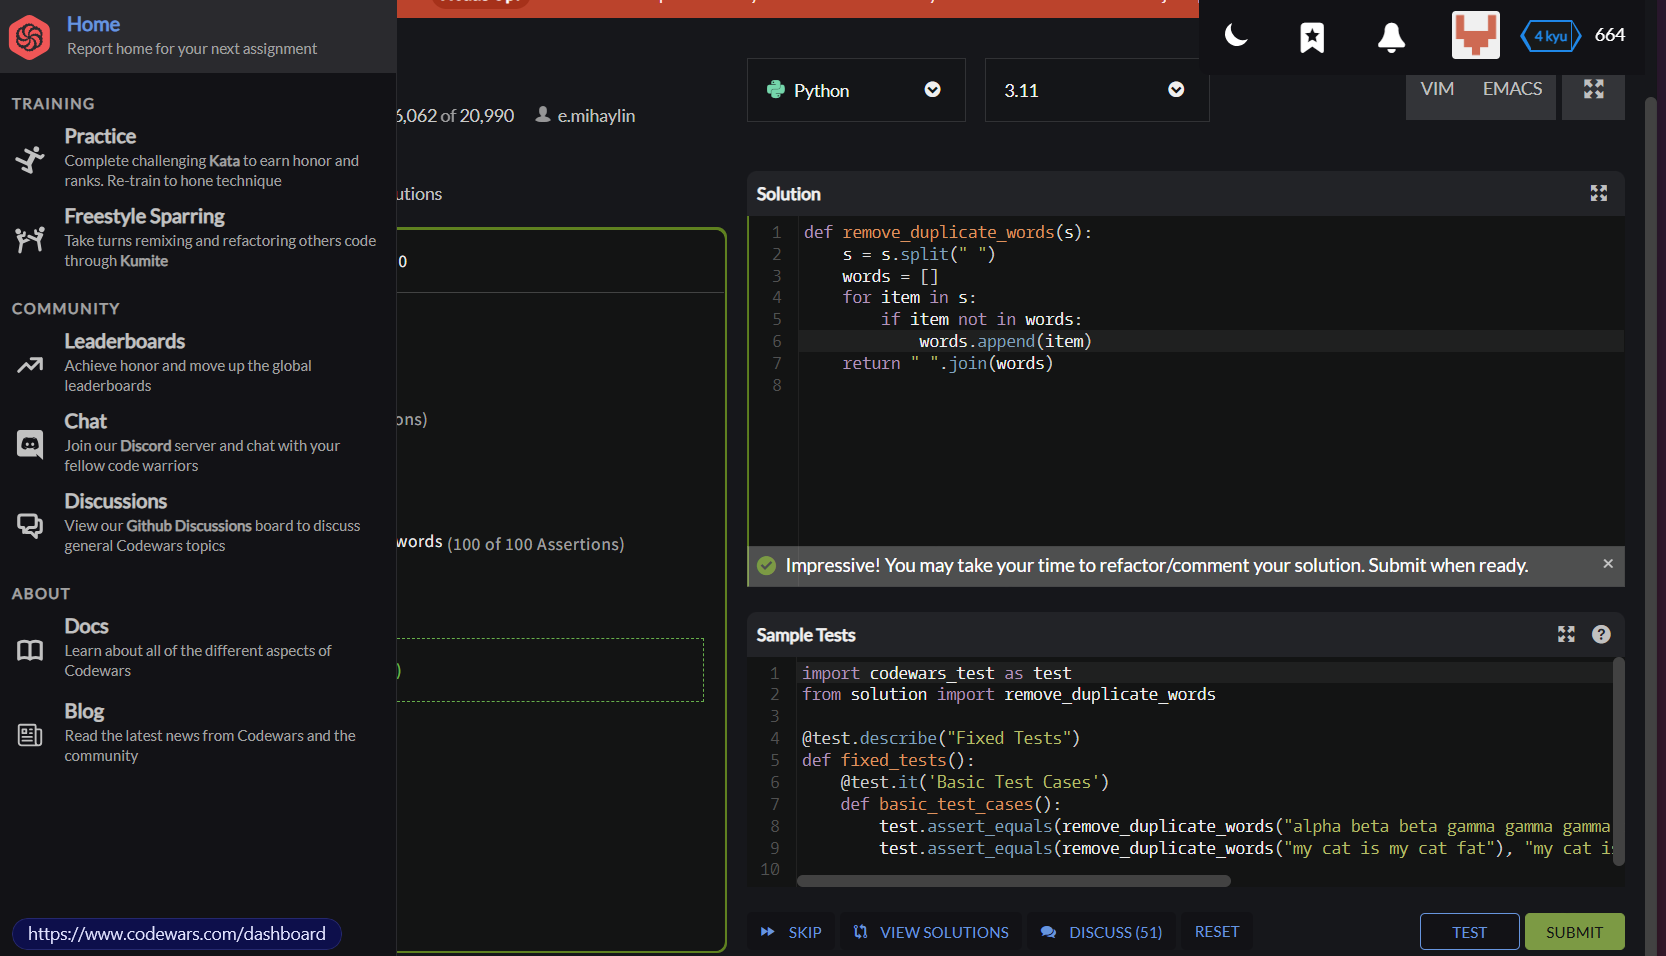 Home
Report home for your next assignment
TRAINING
Practice
Complete challenging Kata to earn honor and
ranks. Re-train to hone technique
Freestyle Sparring
Take turns remixing and refactoring others code
through Kumite
COMMUNITY
Leaderboards
Achieve honor and move up the global
leaderboards
Chat
Join our Discord server and chat with your
fellow code warriors
Discussions
View our Github Discussions board to discuss
general Codewars topics
ABOUT
Docs
Learn about all of the different aspects of
Codewars
Blog
Read the latest news from Codewars and the
community
https://www.codewars.com/dashboard
4 kyu 664
6,062 of 20,990 e.mihaylin
utions
0
ons)
words (100 of 100 Assertions)
)
Python
3.11
VIM EMACS
Solution
1 def remove_duplicate_words(s):
2 s = s.split(" ")
3 words = []
4 for item in s:
5 if item not in words:
6 words.append(item)
7 return " ".join(words)
8
Impressive! You may take your time to refactor/comment your solution. Submit when ready. ×
Sample Tests ?
1 import codewars_test as test
2 from solution import remove_duplicate_words
3
4 @test.describe("Fixed Tests")
5 def fixed_tests():
6 @test.it('Basic Test Cases')
7 def basic_test_cases():
8 test.assert_equals(remove_duplicate_words("alpha beta beta gamma gamma gamma
9 test.assert_equals(remove_duplicate_words("my cat is my cat fat"), "my cat is
10
SKIP VIEW SOLUTIONS DISCUSS (51) RESET TEST SUBMIT